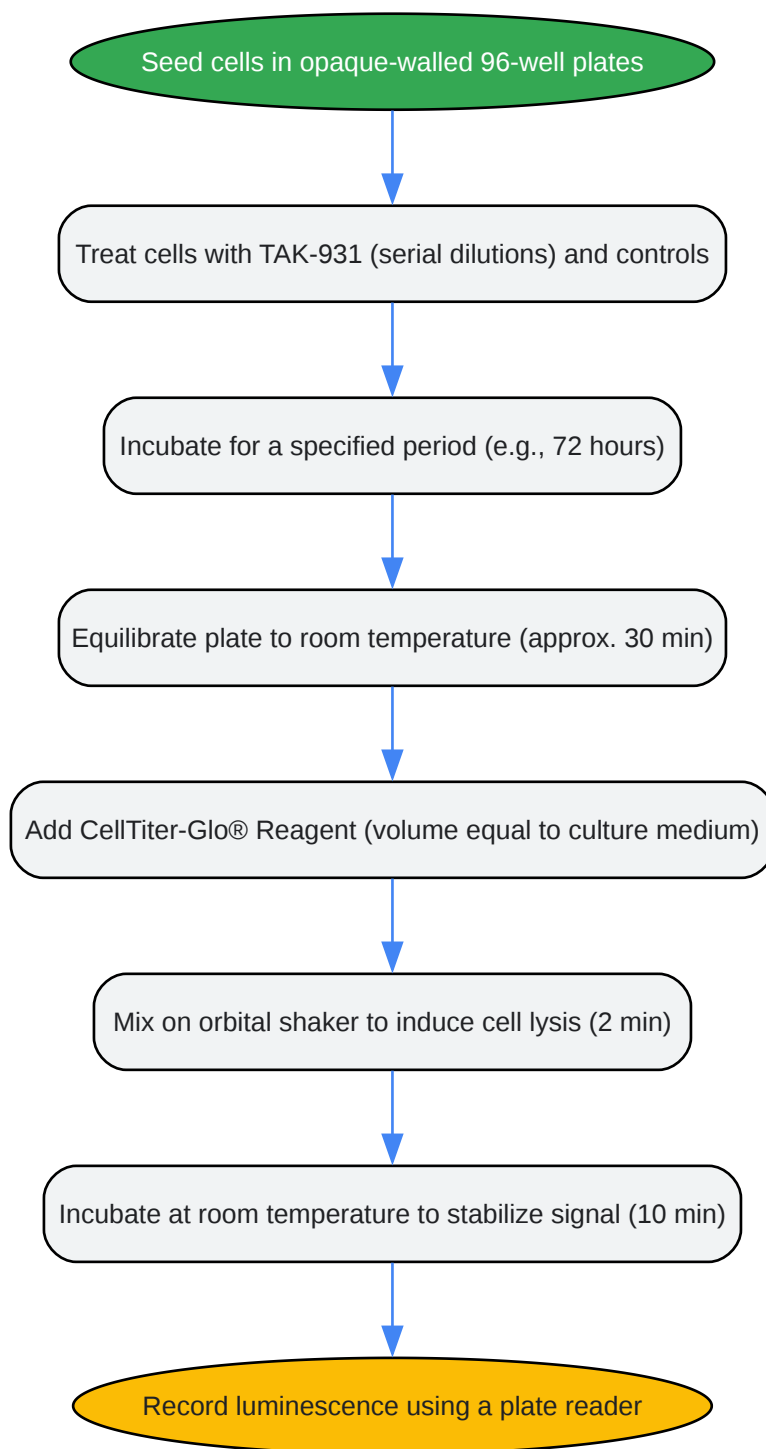 Seed cells in opaque-walled 96-well plates
Treat cells with TAK-931 (serial dilutions) and controls
Incubate for a specified period (e.g., 72 hours)
Equilibrate plate to room temperature (approx. 30 min)
Add CellTiter-Glo® Reagent (volume equal to culture medium)
Mix on orbital shaker to induce cell lysis (2 min)
Incubate at room temperature to stabilize signal (10 min)
Record luminescence using a plate reader